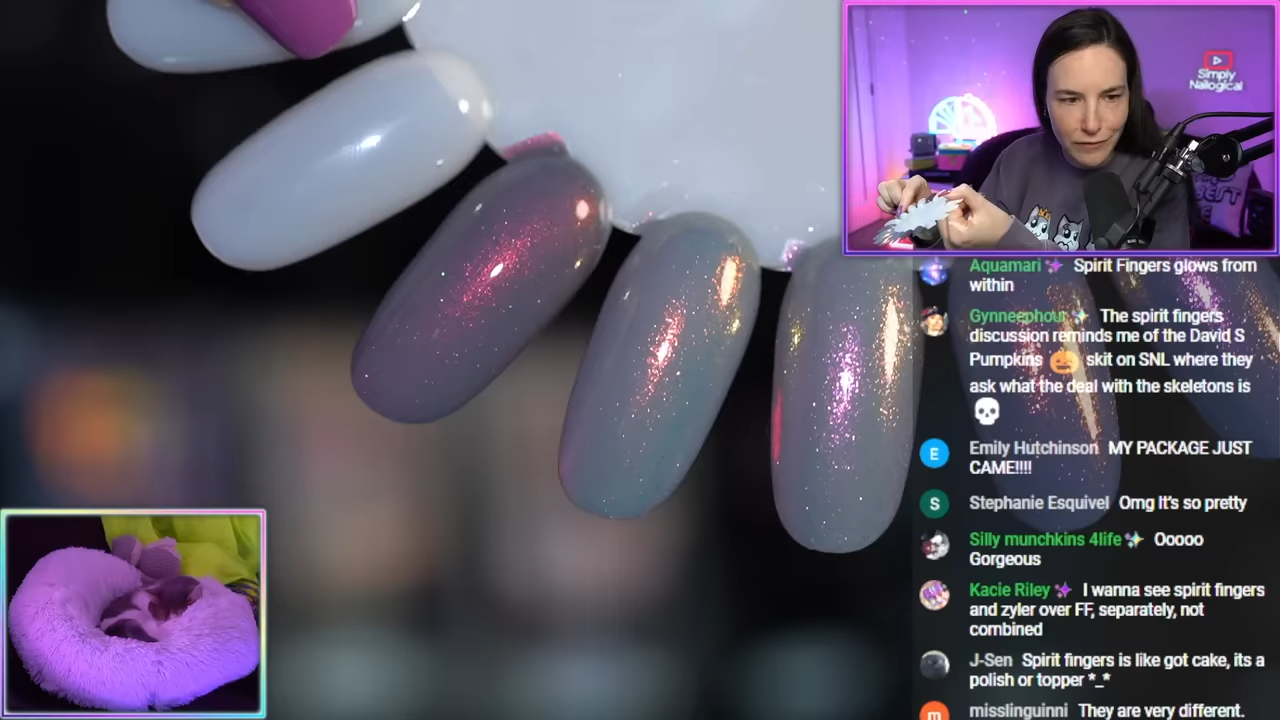 Simply
Nailogical
Aquamari Spirit Fingers glows from
within
Gynneephour The spirit fingers
discussion reminds me of the David S
Pumpkins 🎃 skit on SNL where they
ask what the deal with the skeletons is
💀
E Emily Hutchinson MY PACKAGE JUST
CAME!!!!
S Stephanie Esquivel Omg It's so pretty
Silly munchkins 4life Ooooo
Gorgeous
Kacie Riley I wanna see spirit fingers
and zyler over FF, separately, not
combined
J-Sen Spirit fingers is like got cake, its a
polish or topper *_*
m misslinguinni They are very different.